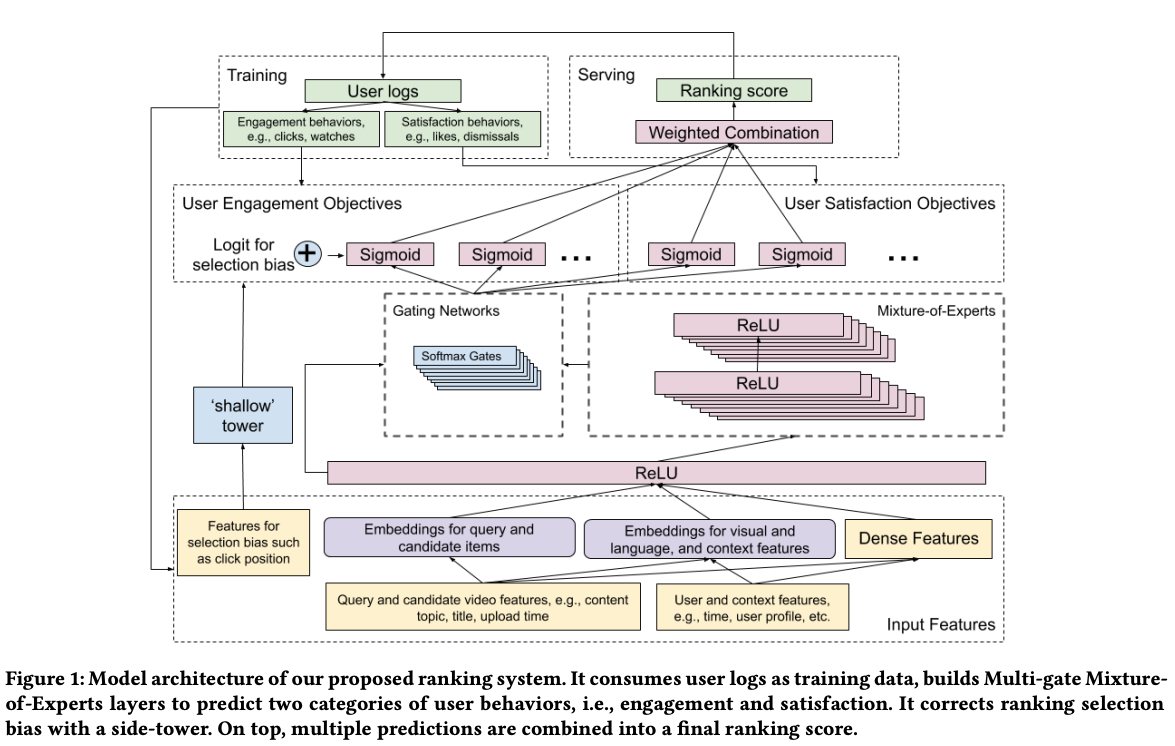 Training
Serving
User logs
Ranking score
Engagement behaviors,
e.g., clicks, watches
Satisfaction behaviors,
e.g., likes, dismissals
Weighted Combination
User Engagement Objectives
User Satisfaction Objectives
Logit for
selection bias
+
Sigmoid
Sigmoid
...
Sigmoid
Sigmoid
...
Gating Networks
Mixture-of-Experts
Softmax Gates
ReLU
ReLU
'shallow'
tower
ReLU
Features for
selection bias such
as click position
Embeddings for query and
candidate items
Embeddings for visual and
language, and context features
Dense Features
Query and candidate video features, e.g., content
topic, title, upload time
User and context features,
e.g., time, user profile, etc.
Input Features
Figure 1: Model architecture of our proposed ranking system. It consumes user logs as training data, builds Multi-gate Mixture-
of-Experts layers to predict two categories of user behaviors, i.e., engagement and satisfaction. It corrects ranking selection
bias with a side-tower. On top, multiple predictions are combined into a final ranking score.